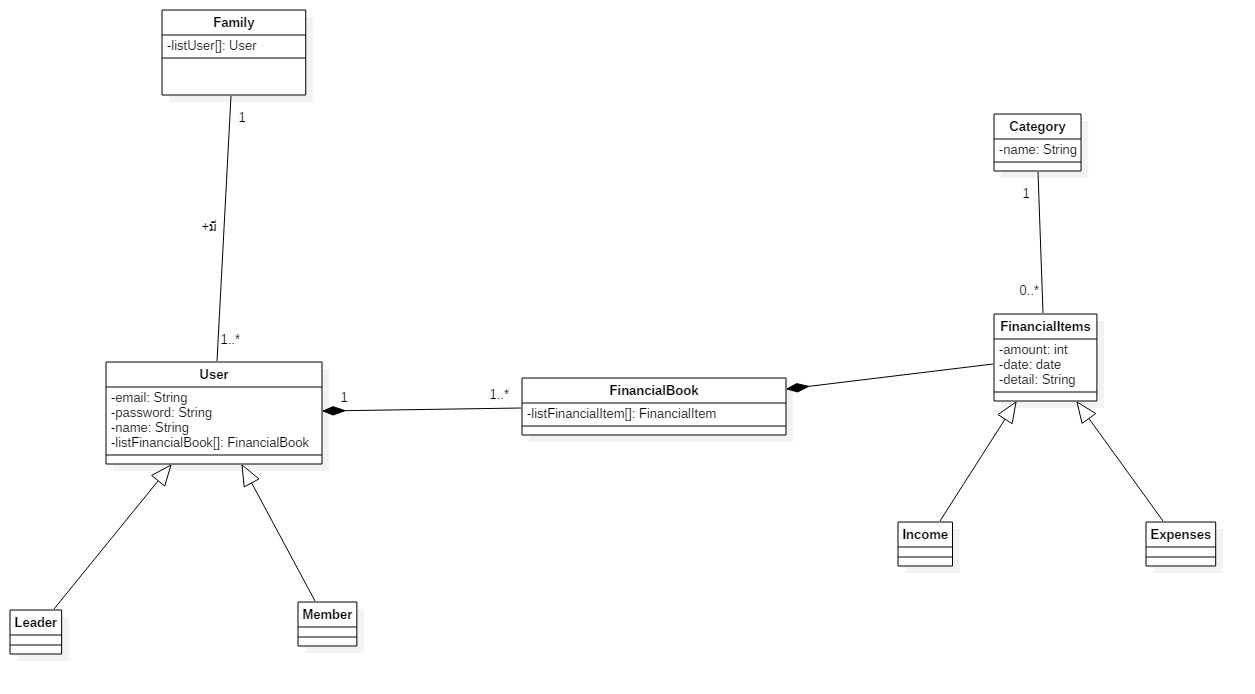 Family
-listUser[]: User
1
+มี
1..*
User
-email: String
-password: String
-name: String
-listFinancialBook[]: FinancialBook
1
1..*
FinancialBook
-listFinancialItem[]: FinancialItem
Category
-name: String
1
0..*
FinancialItems
-amount: int
-date: date
-detail: String
Income
Expenses
Leader
Member